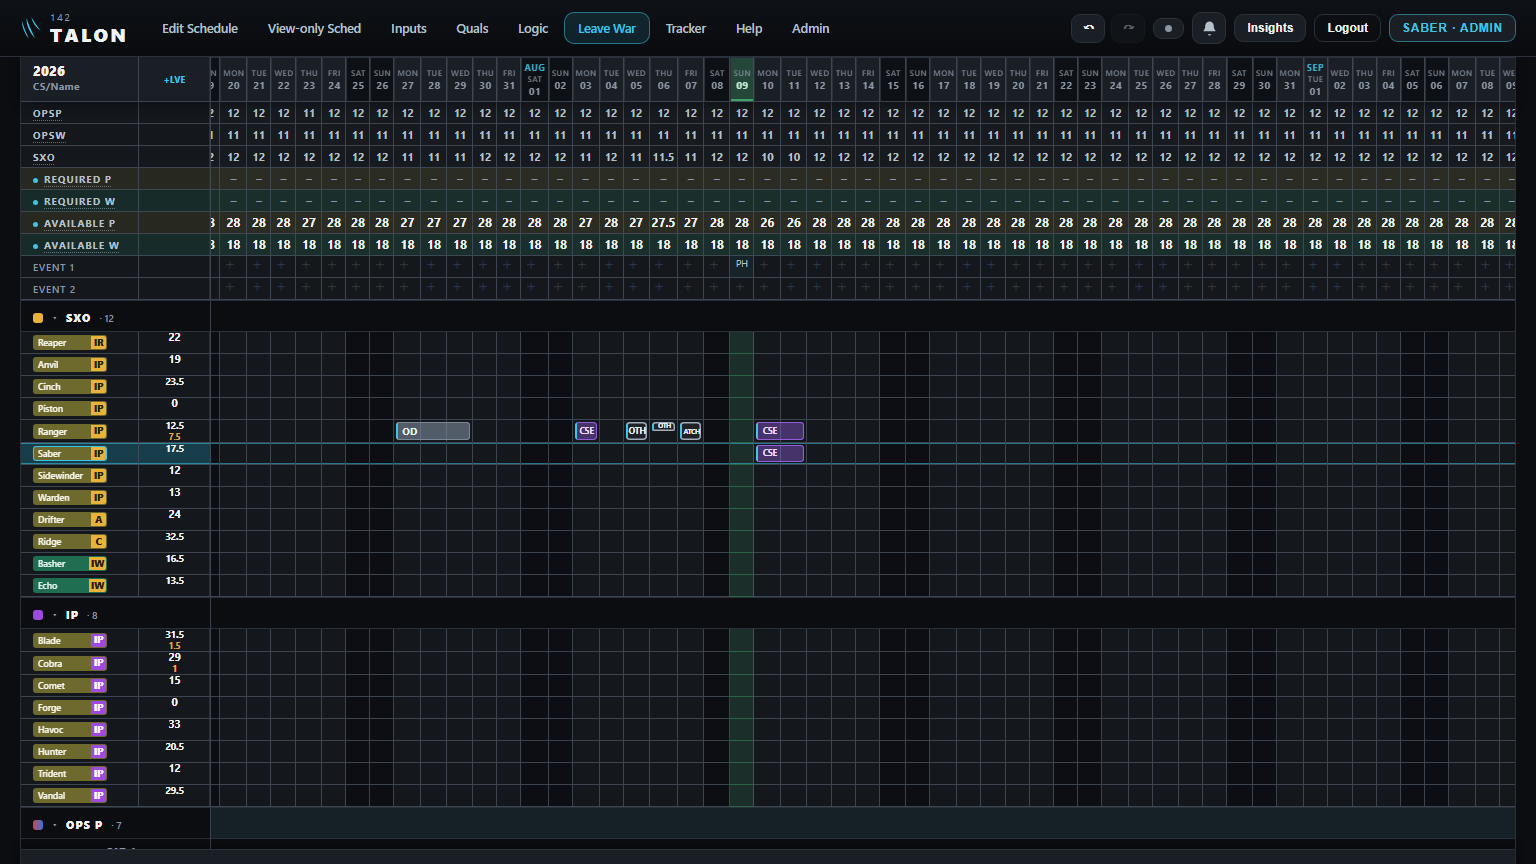 142
TALON
Edit Schedule View-only Sched Inputs Quals Logic Leave War Tracker Help Admin Insights Logout SABER · ADMIN
2026
CS/Name
+LVE
MON 20 TUE 21 WED 22 THU 23 FRI 24 SAT 25 SUN 26 MON 27 TUE 28 WED 29 THU 30 FRI 31 AUG SAT 01 SUN 02 MON 03 TUE 04 WED 05 THU 06 FRI 07 SAT 08 SUN 09 MON 10 TUE 11 WED 12 THU 13 FRI 14 SAT 15 SUN 16 MON 17 TUE 18 WED 19 THU 20 FRI 21 SAT 22 SUN 23 MON 24 TUE 25 WED 26 THU 27 FRI 28 SAT 29 SUN 30 MON 31 SEP TUE 01 WED 02 THU 03 FRI 04 SAT 05 SUN 06 MON 07 TUE 08
OPSP 12 12 12 11 12 12 12 12 12 12 12 12 12 12 12 12 12 12 12 12 12 12 12 12 12 12 12 12 12 12 12 12 12 12 12 12 12 12 12 12 12 12 12 12 12 12 12 12 12 12 12
OPSW 11 11 11 11 11 11 11 11 11 11 11 11 11 11 11 11 11 11 11 11 11 11 11 11 11 11 11 11 11 11 11 11 11 11 11 11 11 11 11 11 11 11 11 11 11 11 11 11 11 11 11
SXO 12 12 12 12 12 12 12 11 11 11 12 12 12 12 11 12 11 11.5 11 12 12 10 10 12 12 12 12 12 12 12 12 12 12 12 12 12 12 12 12 12 12 12 12 12 12 12 12 12 12 12 12
REQUIRED P – – – – – – – – – – – – – – – – – – – – – – – – – – – – – – – – – – – – – – – – – – – – – – – – – – –
REQUIRED W – – – – – – – – – – – – – – – – – – – – – – – – – – – – – – – – – – – – – – – – – – – – – – – – – – –
AVAILABLE P 28 28 28 27 28 28 28 27 27 27 28 28 28 28 27 28 27 27.5 27 28 28 26 26 28 28 28 28 28 28 28 28 28 28 28 28 28 28 28 28 28 28 28 28 28 28 28 28 28 28 28 28
AVAILABLE W 18 18 18 18 18 18 18 18 18 18 18 18 18 18 18 18 18 18 18 18 18 18 18 18 18 18 18 18 18 18 18 18 18 18 18 18 18 18 18 18 18 18 18 18 18 18 18 18 18 18 18
EVENT 1 + + + + + + + + + + + + + + + + + + + + PH + + + + + + + + + + + + + + + + + + + + + + + + + + + + + +
EVENT 2 + + + + + + + + + + + + + + + + + + + + + + + + + + + + + + + + + + + + + + + + + + + + + + + + + + +
· SXO · 12
Reaper IR 22
Anvil IP 19
Cinch IP 23.5
Piston IP 0
Ranger IP 12.5 7.5 OD CSE OTH OTH ATCH CSE
Saber IP 17.5 CSE
Sidewinder IP 12
Warden IP 13
Drifter A 24
Ridge C 32.5
Basher IW 16.5
Echo IW 13.5
· IP · 8
Blade IP 31.5 1.5
Cobra IP 29 1
Comet IP 15
Forge IP 0
Havoc IP 33
Hunter IP 20.5
Trident IP 12
Vandal IP 29.5
· OPS P · 7